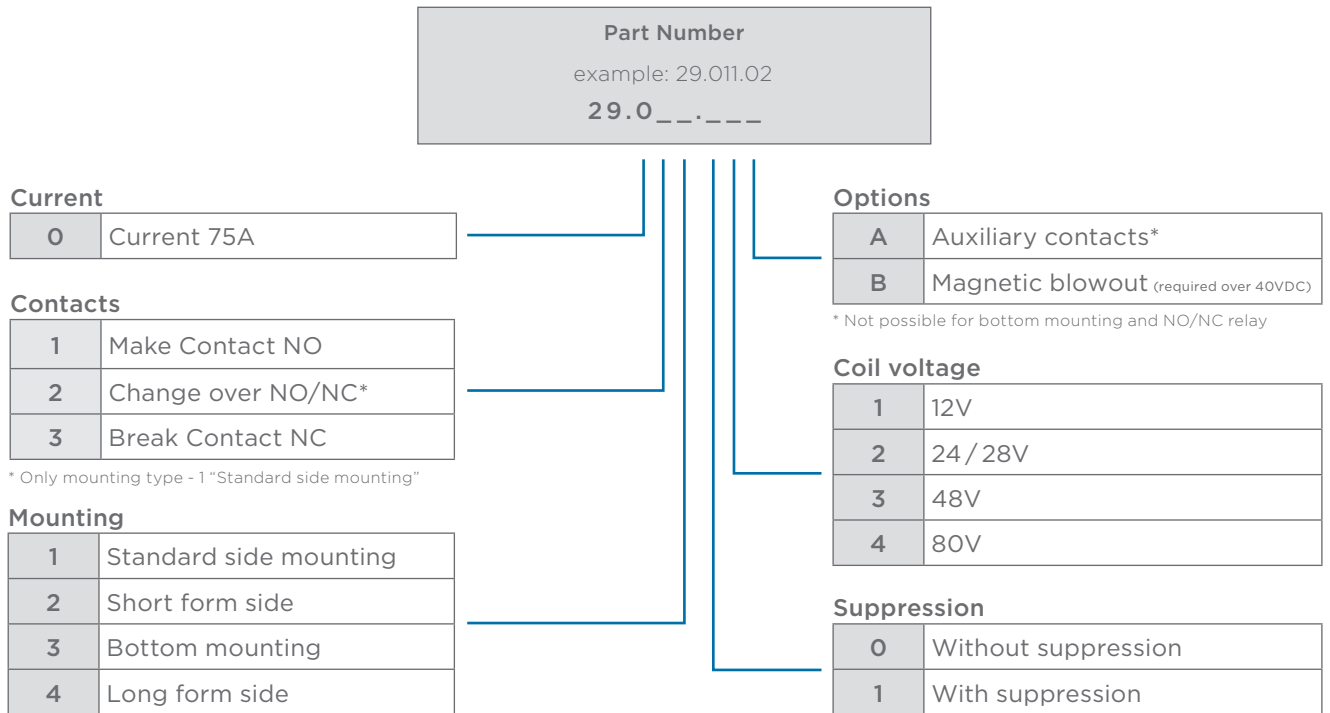 Part Number
example: 29.011.02
29.0__.___
Current
0 Current 75A
Contacts
1 Make Contact NO
2 Change over NO/NC*
3 Break Contact NC
* Only mounting type - 1 “Standard side mounting”
Mounting
1 Standard side mounting
2 Short form side
3 Bottom mounting
4 Long form side
Options
A Auxiliary contacts*
B Magnetic blowout (required over 40VDC)
* Not possible for bottom mounting and NO/NC relay
Coil voltage
1 12V
2 24 / 28V
3 48V
4 80V
Suppression
0 Without suppression
1 With suppression